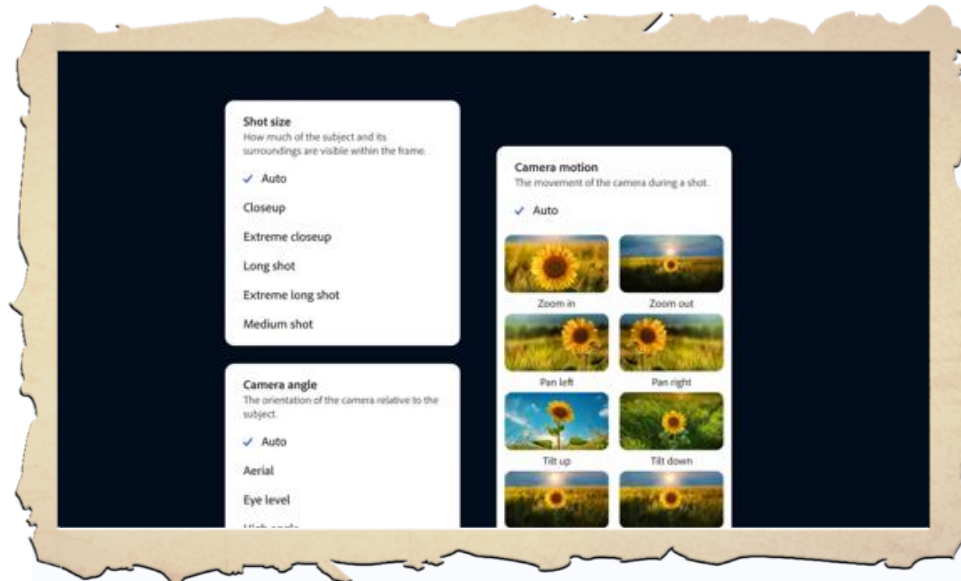 Shot size
How much of the subject and its
surroundings are visible within the frame.
Auto
Closeup
Extreme closeup
Long shot
Extreme long shot
Medium shot
Camera angle
The orientation of the camera relative to the
subject.
Auto
Aerial
Eye level
High angle
Camera motion
The movement of the camera during a shot.
Auto
Zoom in
Zoom out
Pan left
Pan right
Tilt up
Tilt down